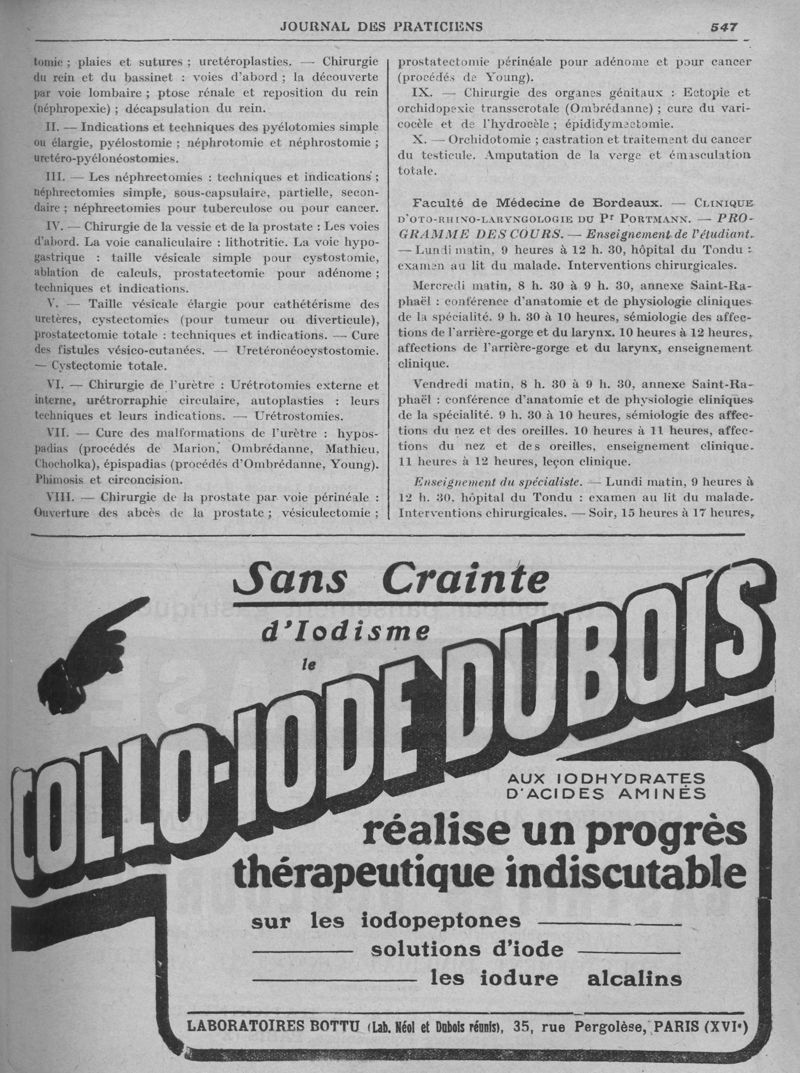 JOURNAL DES PRATICIENS 547
tomie ; plaies et sutures ; uretéroplasties. — Chirurgie
du rein et du bassinet : voies d'abord ; la découverte
par voie lombaire ; ptose rénale et reposition du rein
(néphropexie) ; décapsulation du rein.
II. — Indications et techniques des pyélotomies simple
ou élargie, pyélostomie ; néphrotomie et néphrostomie ;
uretéro-pyélonéostomies.
III. — Les néphrectomies : techniques et indications ;
néphrectomies simple, sous-capsulaire, partielle, secon-
daire ; néphrectomies pour tuberculose ou pour cancer.
IV. — Chirurgie de la vessie et de la prostate : Les voies
d'abord. La voie canaliculaire : lithotritie. La voie hypo-
gastrique : taille vésicale simple pour cystostomie,
ablation de calculs, prostatectomie pour adénome ;
techniques et indications.
V. — Taille vésicale élargie pour cathétérisme des
uretères, cystectomies (pour tumeur ou diverticule),
prostatectomie totale : techniques et indications. — Cure
des fistules vésico-cutanées. — Uretéronéocystostomie.
— Cystectomie totale.
VI. — Chirurgie de l'urètre : Urétrotomies externe et
interne, urétrorraphie circulaire, autoplasties : leurs
techniques et leurs indications. — Urétrostomies.
VII. — Cure des malformations de l'urètre : hypos-
padias (procédés de Marion, Ombrédanne, Mathieu,
Chocholka), épispadias (procédés d'Ombrédanne, Young).
Phimosis et circoncision.
VIII. — Chirurgie de la prostate par voie périnéale :
Ouverture des abcès de la prostate ; vésiculectomie ;
prostatectomie périnéale pour adénome et pour cancer
(procédés de Young).
IX. — Chirurgie des organes génitaux : Ectopie et
orchidopexie transscrotale (Ombrédanne) ; cure du vari-
cocèle et de l'hydrocèle ; épididymectomie.
X. — Orchidotomie ; castration et traitement du cancer
du testicule. Amputation de la verge et émasculation
totale.
Faculté de Médecine de Bordeaux. — CLINIQUE
D'OTO-RHINO-LARYNGOLOGIE DU Pr PORTMANN. — PRO-
GRAMME DES COURS. — Enseignement de l'étudiant.
— Lundi matin, 9 heures à 12 h. 30, hôpital du Tondu :
examen au lit du malade. Interventions chirurgicales.
Mercredi matin, 8 h. 30 à 9 h. 30, annexe Saint-Ra-
phaël : conférence d'anatomie et de physiologie cliniques
de la spécialité. 9 h. 30 à 10 heures, sémiologie des affec-
tions de l'arrière-gorge et du larynx. 10 heures à 12 heures,
affections de l'arrière-gorge et du larynx, enseignement
clinique.
Vendredi matin, 8 h. 30 à 9 h. 30, annexe Saint-Ra-
phaël : conférence d'anatomie et de physiologie cliniques
de la spécialité. 9 h. 30 à 10 heures, sémiologie des affec-
tions du nez et des oreilles. 10 heures à 11 heures, affec-
tions du nez et des oreilles, enseignement clinique.
11 heures à 12 heures, leçon clinique.
Enseignement du spécialiste. — Lundi matin, 9 heures à
12 h. 30. hôpital du Tondu : examen au lit du malade.
Interventions chirurgicales. — Soir, 15 heures à 17 heures,
Sans Crainte
d'Iodisme
le
COLLO-IODE DUBOIS
AUX IODHYDRATES
D'ACIDES AMINÉS
réalise un progrès
thérapeutique indiscutable
sur les iodopeptones
solutions d'iode
les iodure alcalins
LABORATOIRES BOTTU (Lab. Néol et Dubois réunis), 35, rue Pergolèse, PARIS (XVIe)